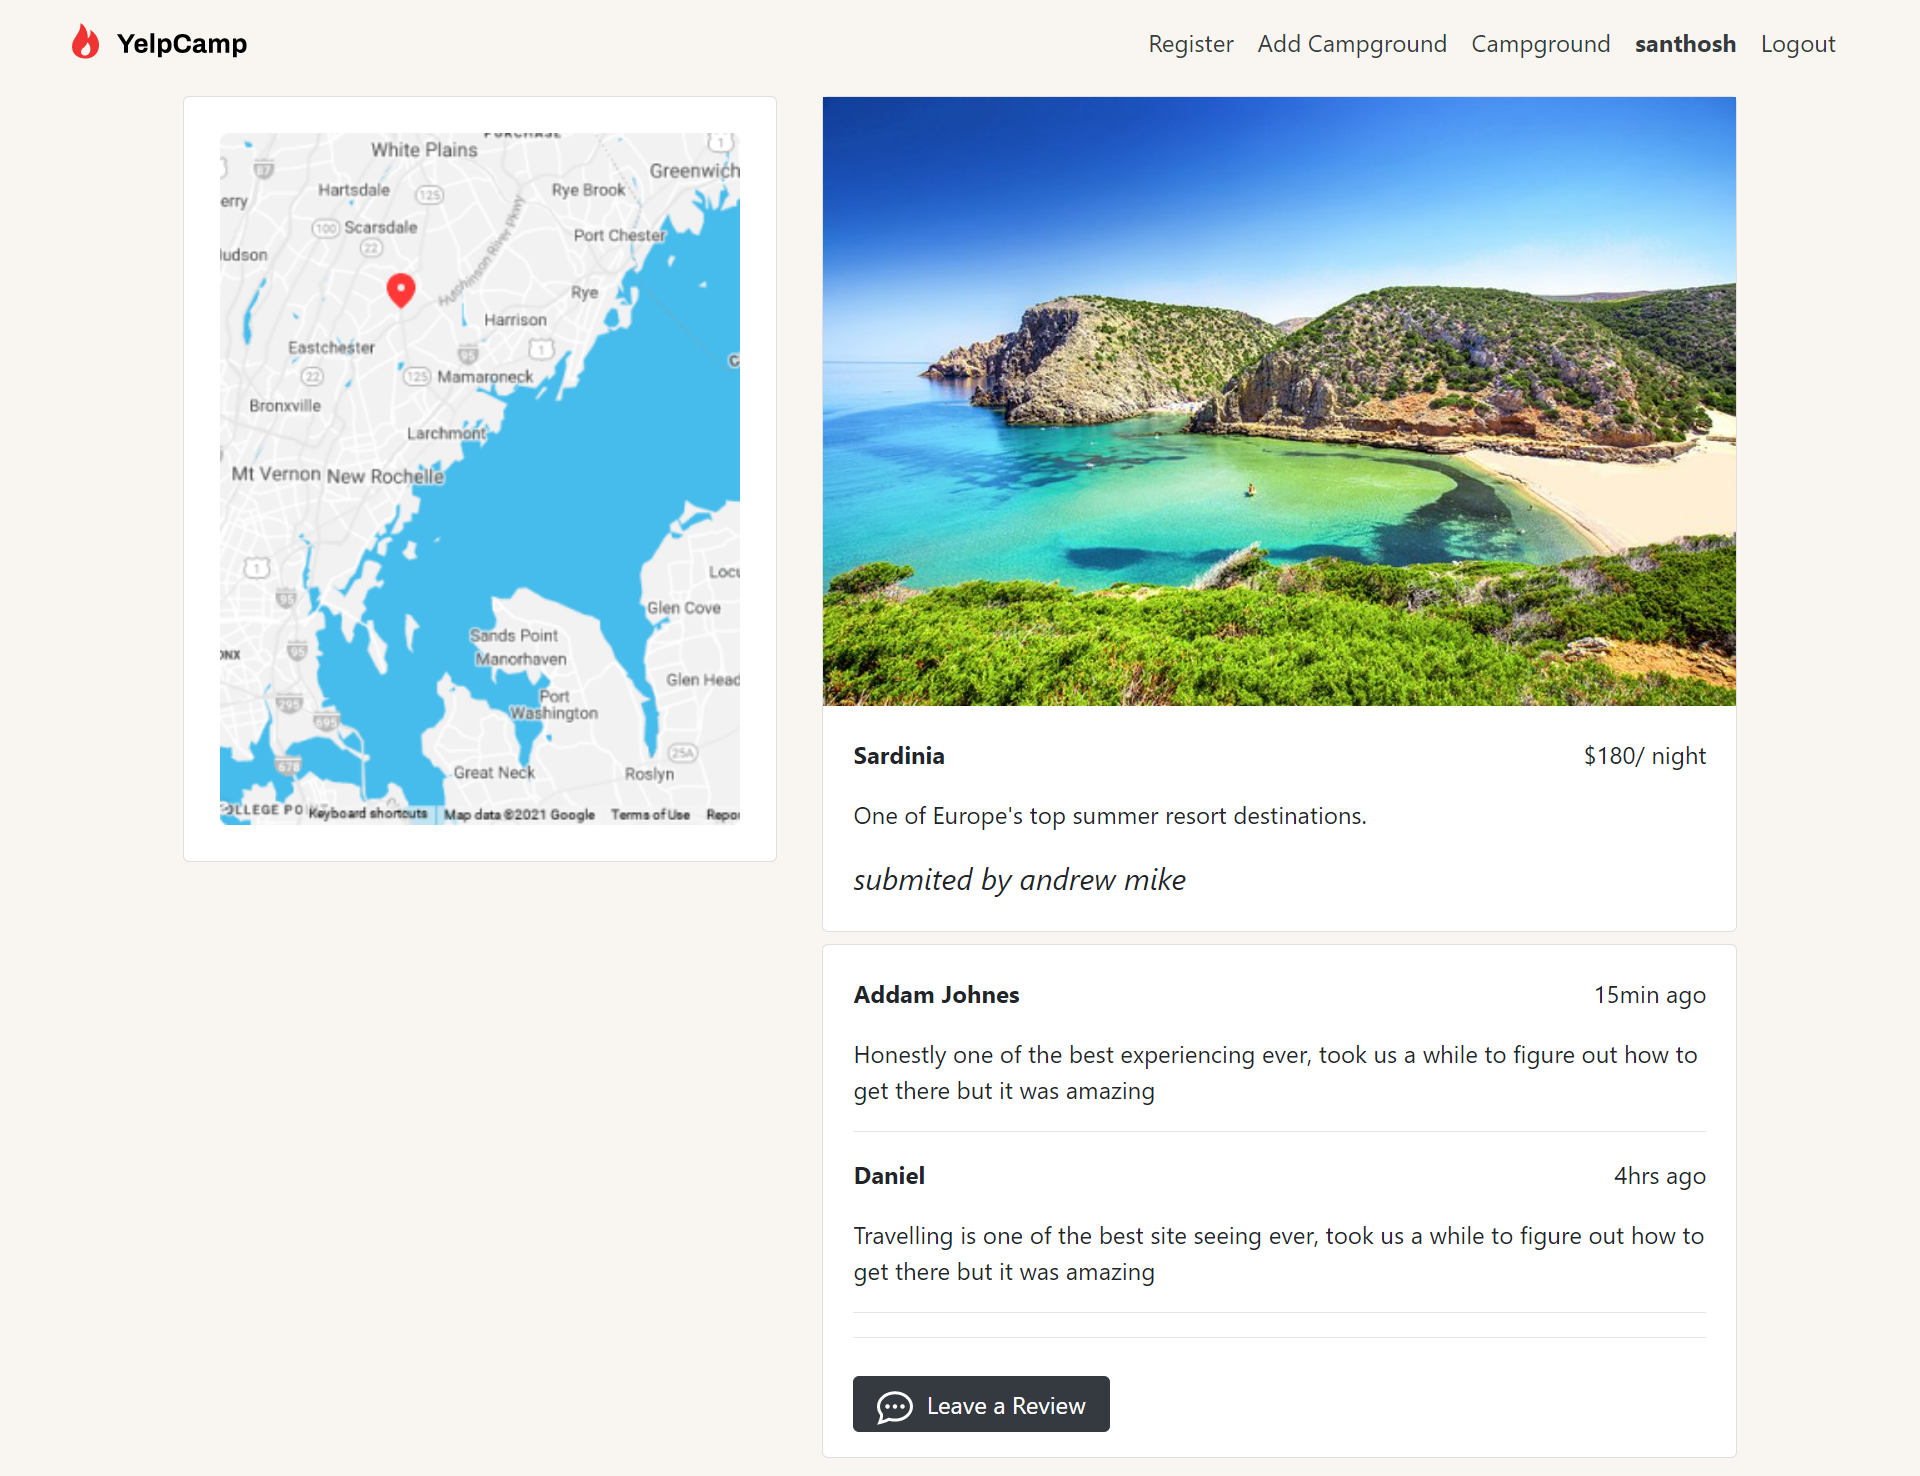 YelpCamp
Register
Add Campground
Campground
santhosh
Logout
PURCHASE
1
White Plains
87
Greenwich
Hartsdale
125
Rye Brook
erry
100
Scarsdale
22
Port Chester
Hutchinson River Pkwy
udson
Rye
Harrison
Eastchester
95
1
22
125
Mamaroneck
Bronxville
Larchmont
Mt Vernon
New Rochelle
1
95
Locu
Glen Cove
Sands Point
95
Manorhaven
ONX
Glen Head
295
Port
Washington
695
25A
678
Great Neck
Roslyn
OLLEGE PO
Keyboard shortcuts
Map data ©2021 Google
Terms of Use
Repor
Sardinia
$180/ night
One of Europe's top summer resort destinations.
submited by andrew mike
Addam Johnes
15min ago
Honestly one of the best experiencing ever, took us a while to figure out how to
get there but it was amazing
Daniel
4hrs ago
Travelling is one of the best site seeing ever, took us a while to figure out how to
get there but it was amazing
Leave a Review